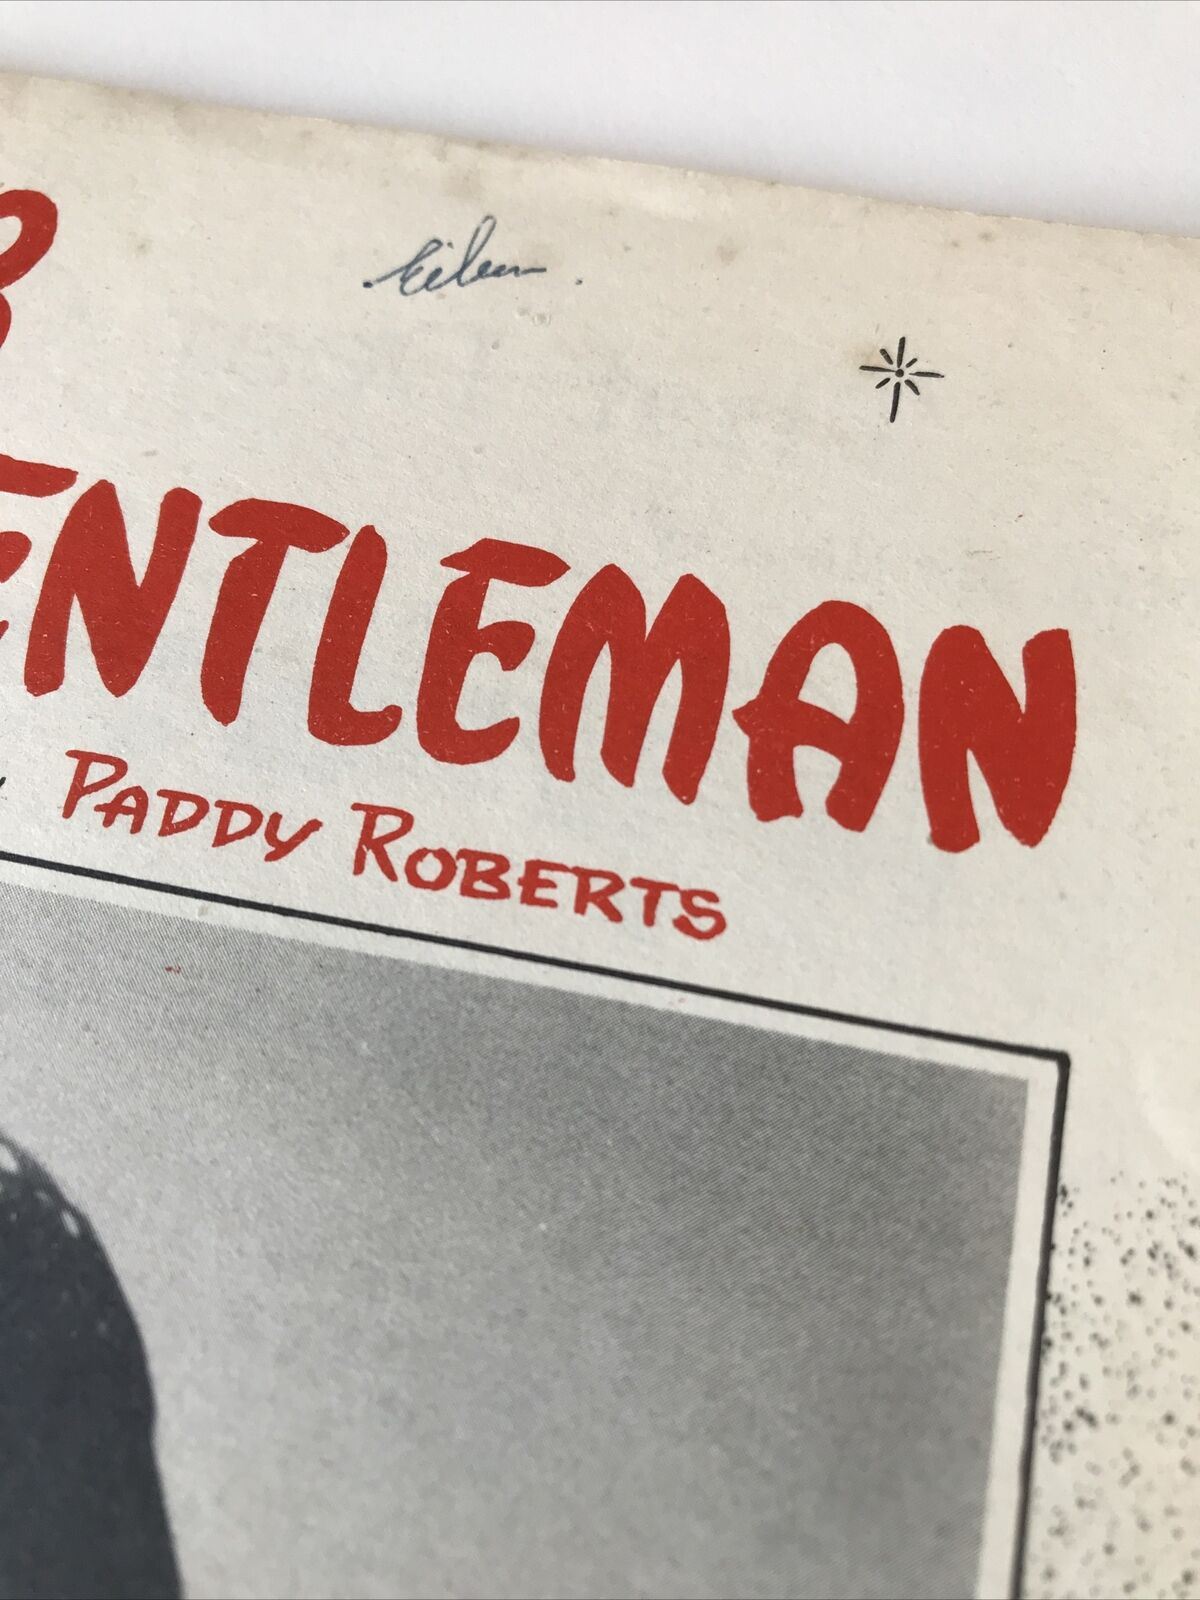 Eileen.
R
ENTLEMAN
PADDY ROBERTS